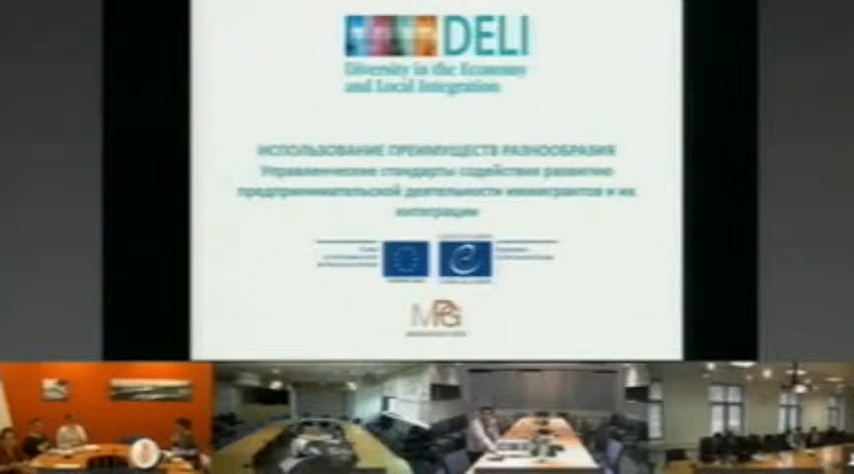 DELI
Diversity in the Economy
and Local Integration
ИСПОЛЬЗОВАНИЕ ПРЕИМУЩЕСТВ РАЗНООБРАЗИЯ
Управленческие стандарты содействия развитию
предпринимательской деятельности иммигрантов и их
интеграции
MPG